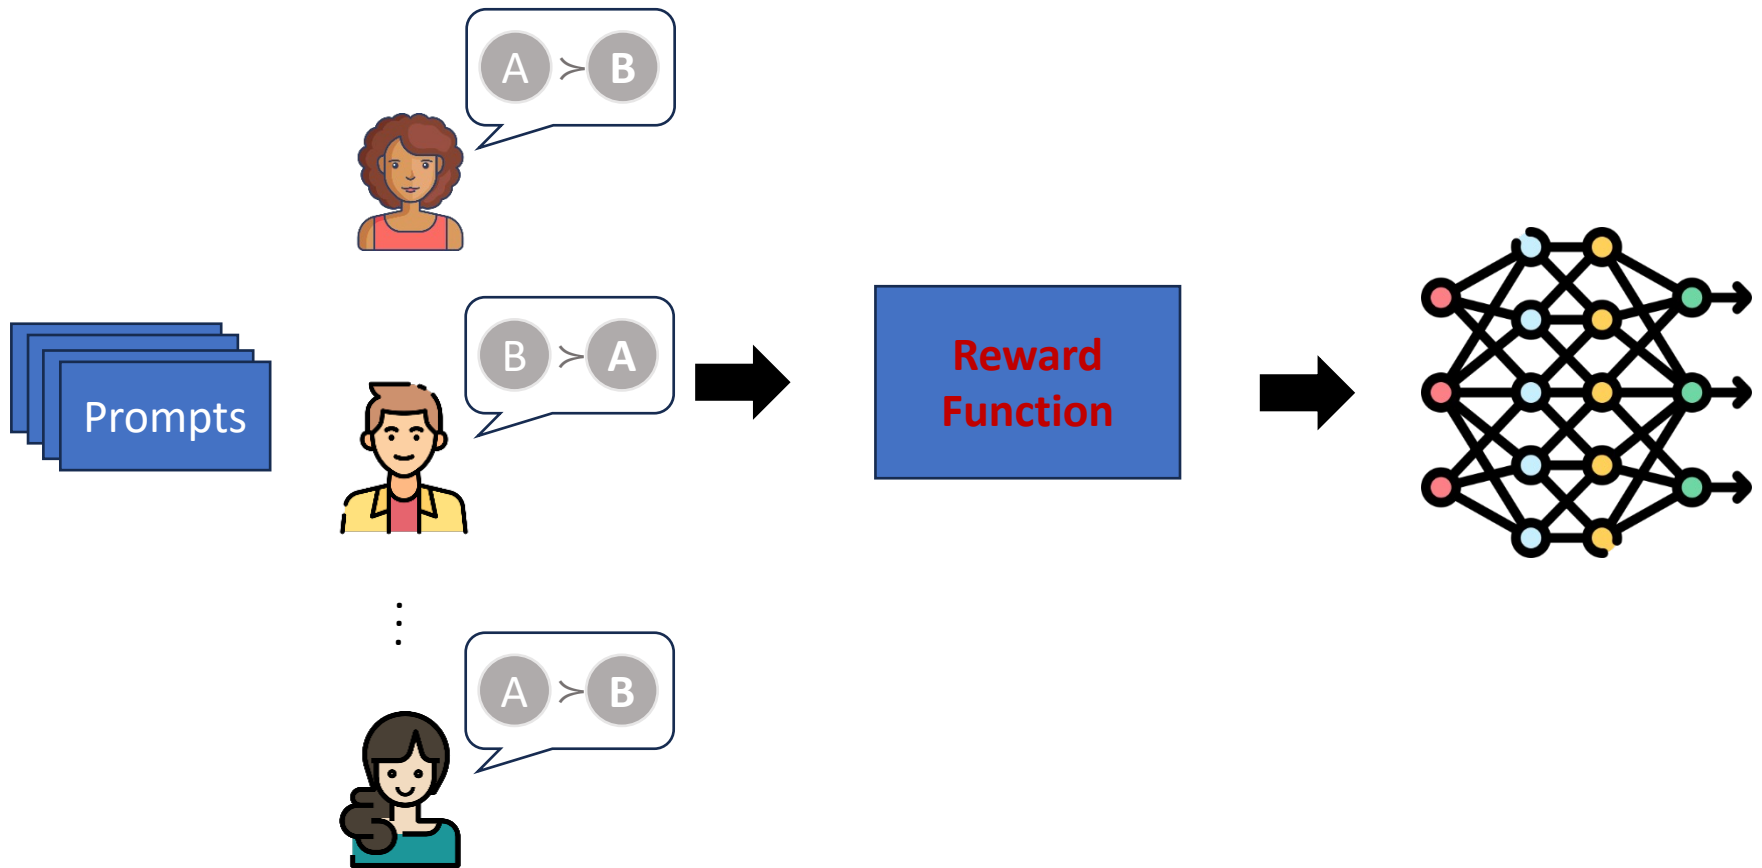 A ≻ B
Prompts
B ≻ A
Reward
Function
⋮
A ≻ B